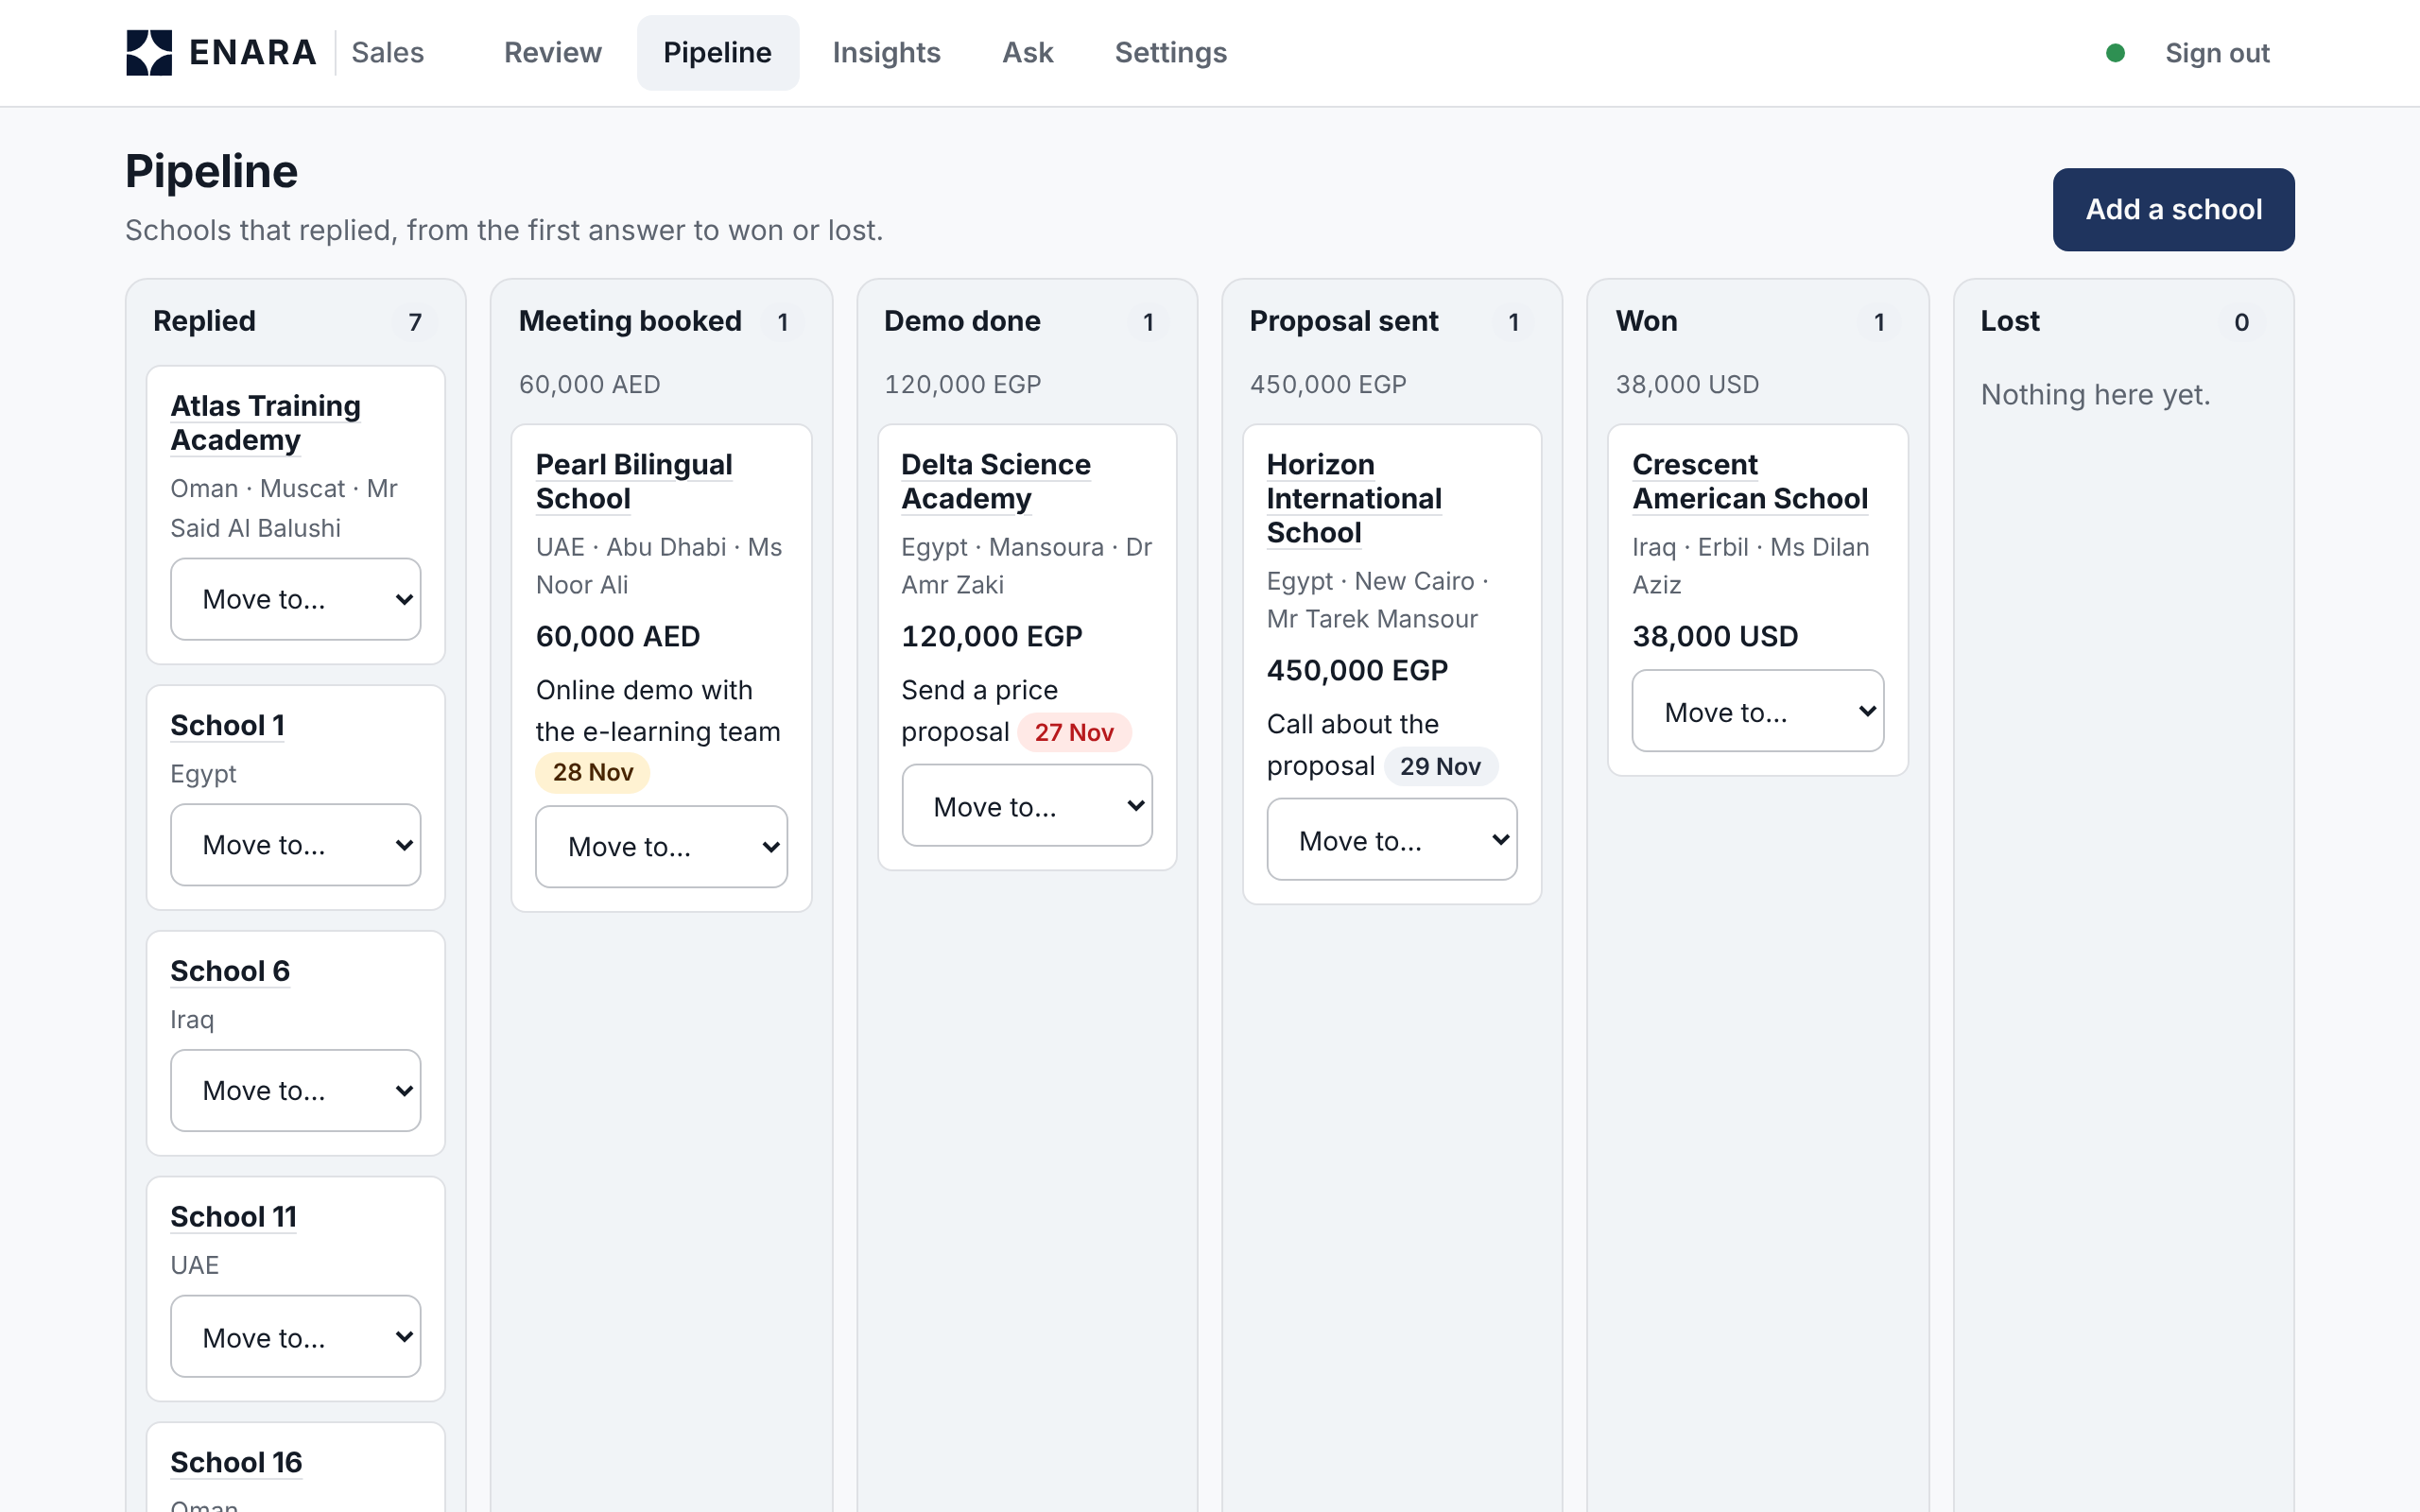 ENARA Sales Review Pipeline Insights Ask Settings Sign out
Pipeline
Schools that replied, from the first answer to won or lost.
Add a school
Replied 7
Atlas Training
Academy
Oman · Muscat · Mr
Said Al Balushi
Move to...
School 1
Egypt
Move to...
School 6
Iraq
Move to...
School 11
UAE
Move to...
School 16
Oman
Meeting booked 1
60,000 AED
Pearl Bilingual
School
UAE · Abu Dhabi · Ms
Noor Ali
60,000 AED
Online demo with
the e-learning team
28 Nov
Move to...
Demo done 1
120,000 EGP
Delta Science
Academy
Egypt · Mansoura · Dr
Amr Zaki
120,000 EGP
Send a price
proposal 27 Nov
Move to...
Proposal sent 1
450,000 EGP
Horizon
International
School
Egypt · New Cairo ·
Mr Tarek Mansour
450,000 EGP
Call about the
proposal 29 Nov
Move to...
Won 1
38,000 USD
Crescent
American School
Iraq · Erbil · Ms Dilan
Aziz
38,000 USD
Move to...
Lost 0
Nothing here yet.